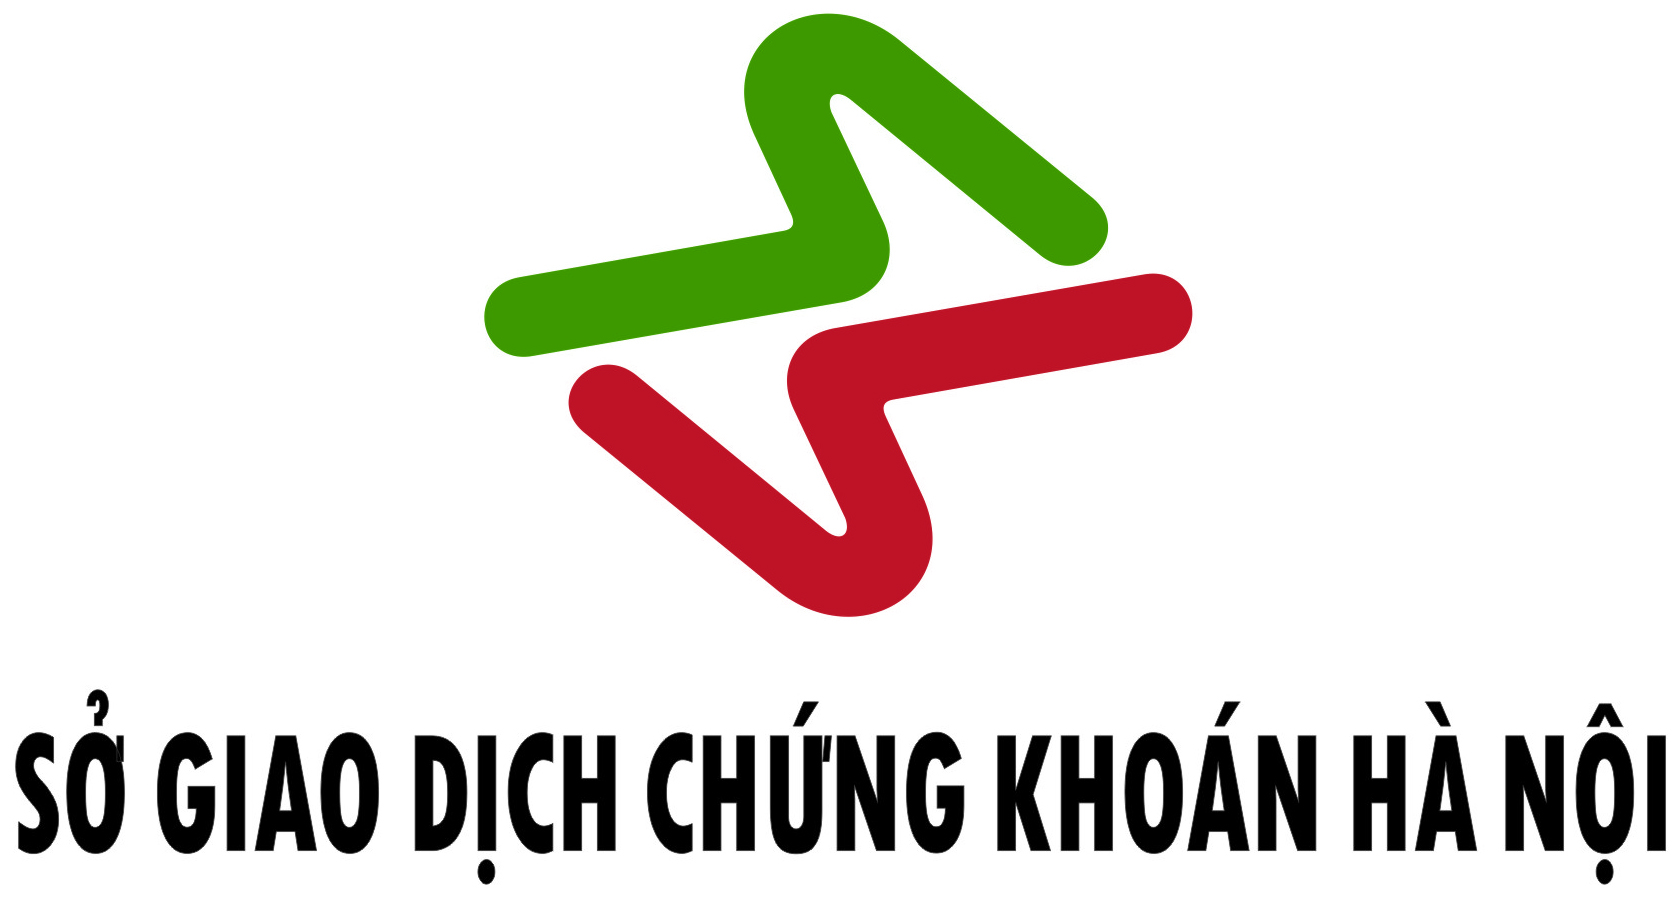 SỞ GIAO DỊCH CHỨNG KHOÁN HÀ NỘI